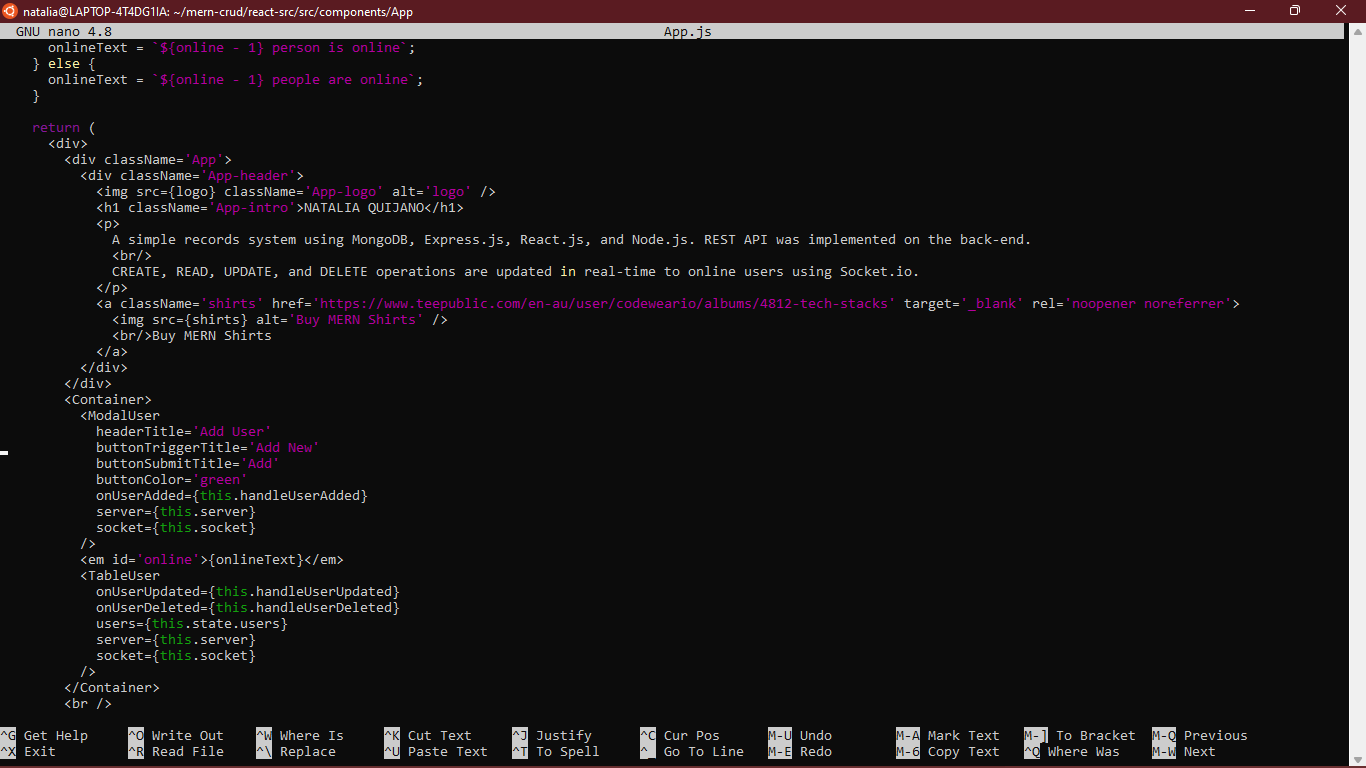 natalia@LAPTOP-4T4DG1IA: ~/mern-crud/react-src/src/components/App
GNU nano 4.8 App.js
onlineText = `${online - 1} person is online`;
} else {
onlineText = `${online - 1} people are online`;
}
return (
<div>
<div className='App'>
<div className='App-header'>
<img src={logo} className='App-logo' alt='logo' />
<h1 className='App-intro'>NATALIA QUIJANO</h1>
<p>
A simple records system using MongoDB, Express.js, React.js, and Node.js. REST API was implemented on the back-end.
<br/>
CREATE, READ, UPDATE, and DELETE operations are updated in real-time to online users using Socket.io.
</p>
<a className='shirts' href='https://www.teepublic.com/en-au/user/codeweario/albums/4812-tech-stacks' target='_blank' rel='noopener noreferrer'>
<img src={shirts} alt='Buy MERN Shirts' />
<br/>Buy MERN Shirts
</a>
</div>
</div>
<Container>
<ModalUser
headerTitle='Add User'
buttonTriggerTitle='Add New'
buttonSubmitTitle='Add'
buttonColor='green'
onUserAdded={this.handleUserAdded}
server={this.server}
socket={this.socket}
/>
<em id='online'>{onlineText}</em>
<TableUser
onUserUpdated={this.handleUserUpdated}
onUserDeleted={this.handleUserDeleted}
users={this.state.users}
server={this.server}
socket={this.socket}
/>
</Container>
<br />
^G Get Help ^O Write Out ^W Where Is ^K Cut Text ^J Justify ^C Cur Pos M-U Undo M-A Mark Text M-] To Bracket M-Q Previous
^X Exit ^R Read File ^\ Replace ^U Paste Text ^T To Spell ^_ Go To Line M-E Redo M-6 Copy Text ^Q Where Was M-W Next